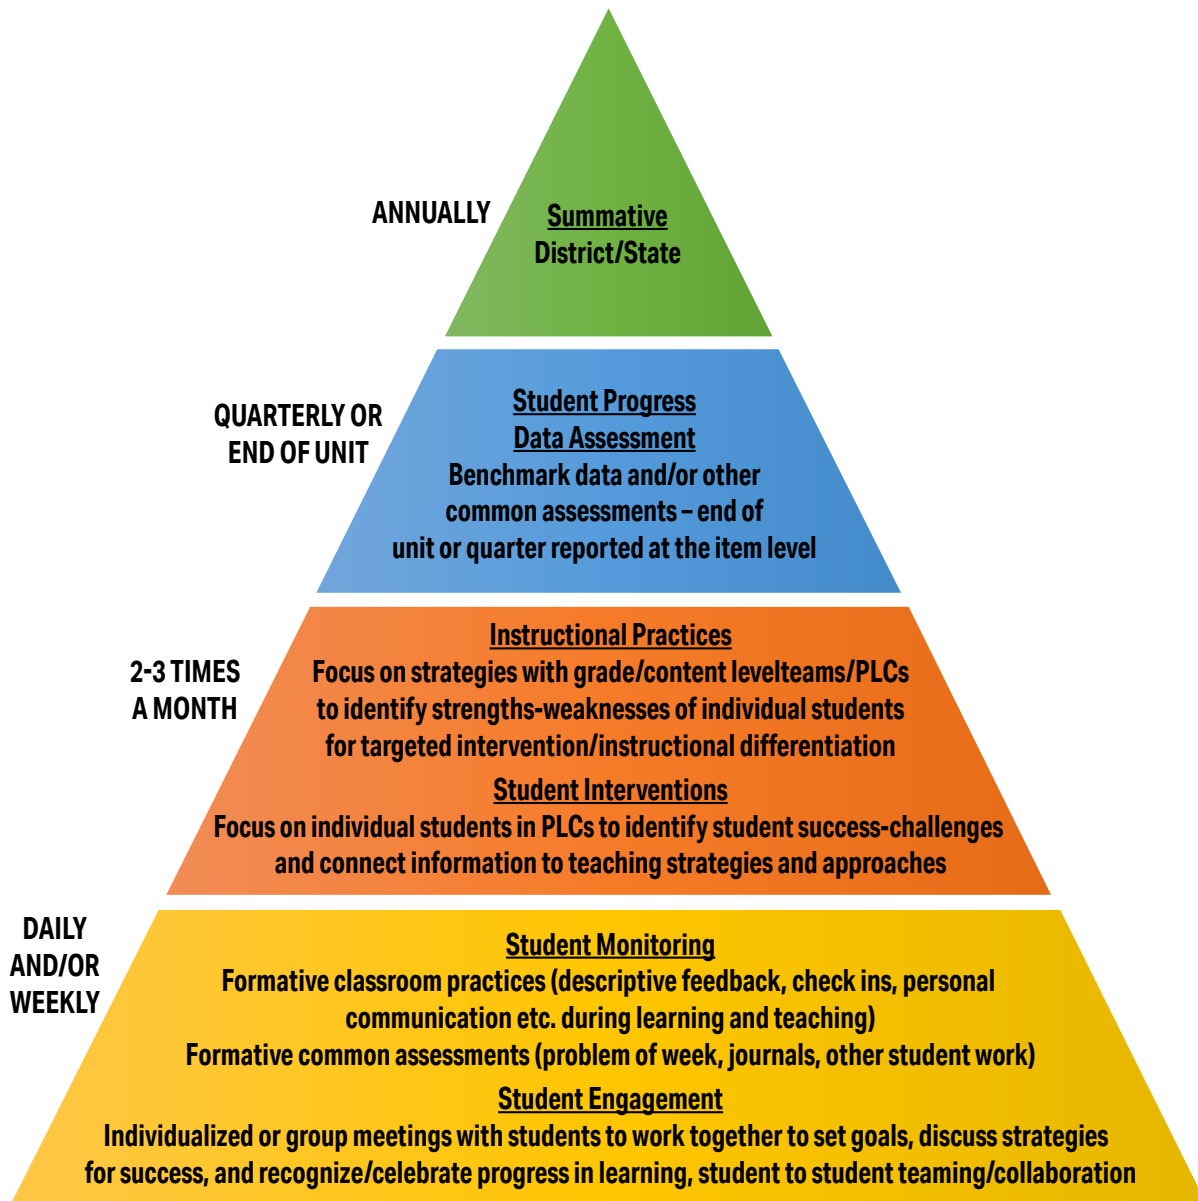 ANNUALLY
Summative
District/State
QUARTERLY OR
END OF UNIT
Student Progress
Data Assessment
Benchmark data and/or other
common assessments – end of
unit or quarter reported at the item level
2-3 TIMES
A MONTH
Instructional Practices
Focus on strategies with grade/content levelteams/PLCs
to identify strengths-weaknesses of individual students
for targeted intervention/instructional differentiation
Student Interventions
Focus on individual students in PLCs to identify student success-challenges
and connect information to teaching strategies and approaches
DAILY
AND/OR
WEEKLY
Student Monitoring
Formative classroom practices (descriptive feedback, check ins, personal
communication etc. during learning and teaching)
Formative common assessments (problem of week, journals, other student work)
Student Engagement
Individualized or group meetings with students to work together to set goals, discuss strategies
for success, and recognize/celebrate progress in learning, student to student teaming/collaboration